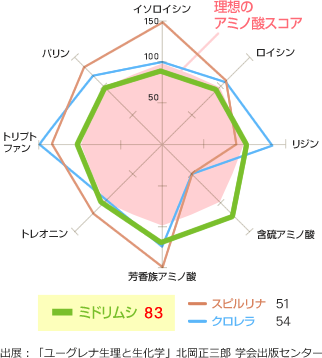 理想の
アミノ酸スコア
イソロイシン
150
100
50
バリン
ロイシン
トリプト
ファン
リジン
トレオニン
含硫アミノ酸
芳香族アミノ酸
ミドリムシ 83
スピルリナ 51
クロレラ 54
出展：「ユーグレナ生理と生化学」北岡正三郎 学会出版センター